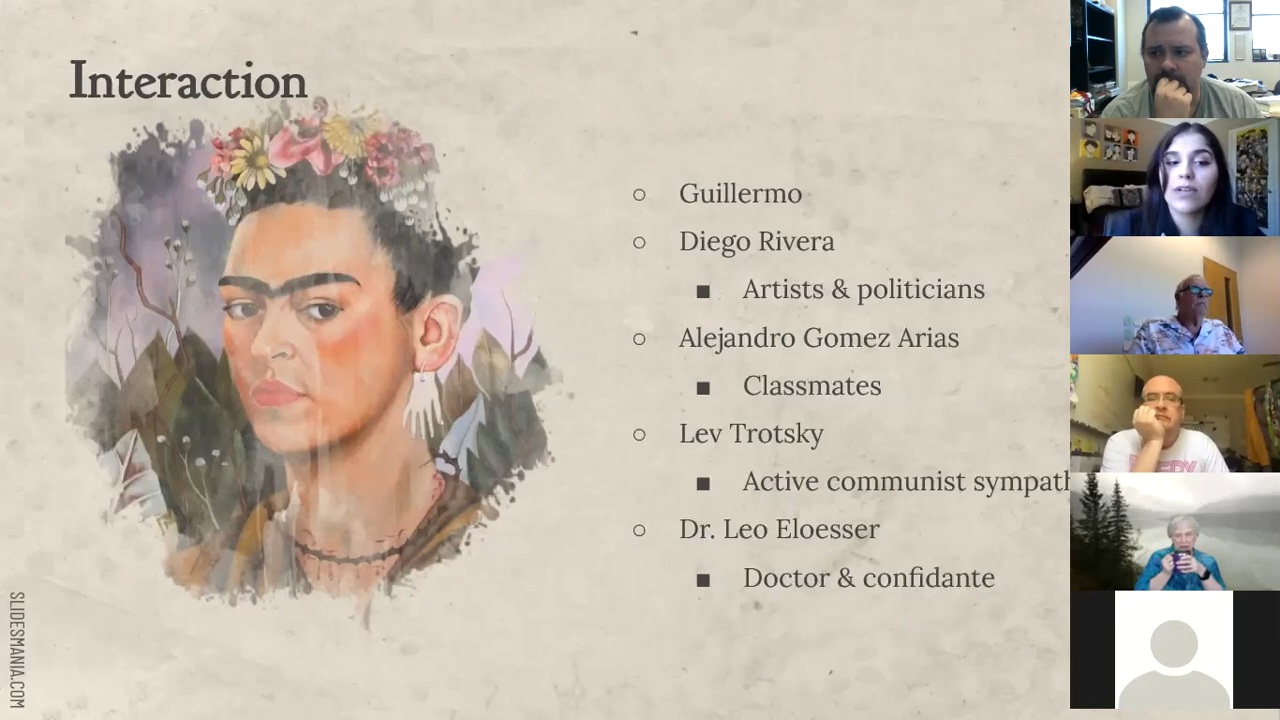 Interaction
○ Guillermo
○ Diego Rivera
■ Artists & politicians
○ Alejandro Gomez Arias
■ Classmates
○ Lev Trotsky
■ Active communist sympath
○ Dr. Leo Eloesser
■ Doctor & confidante
SLIDESMANIA.COM